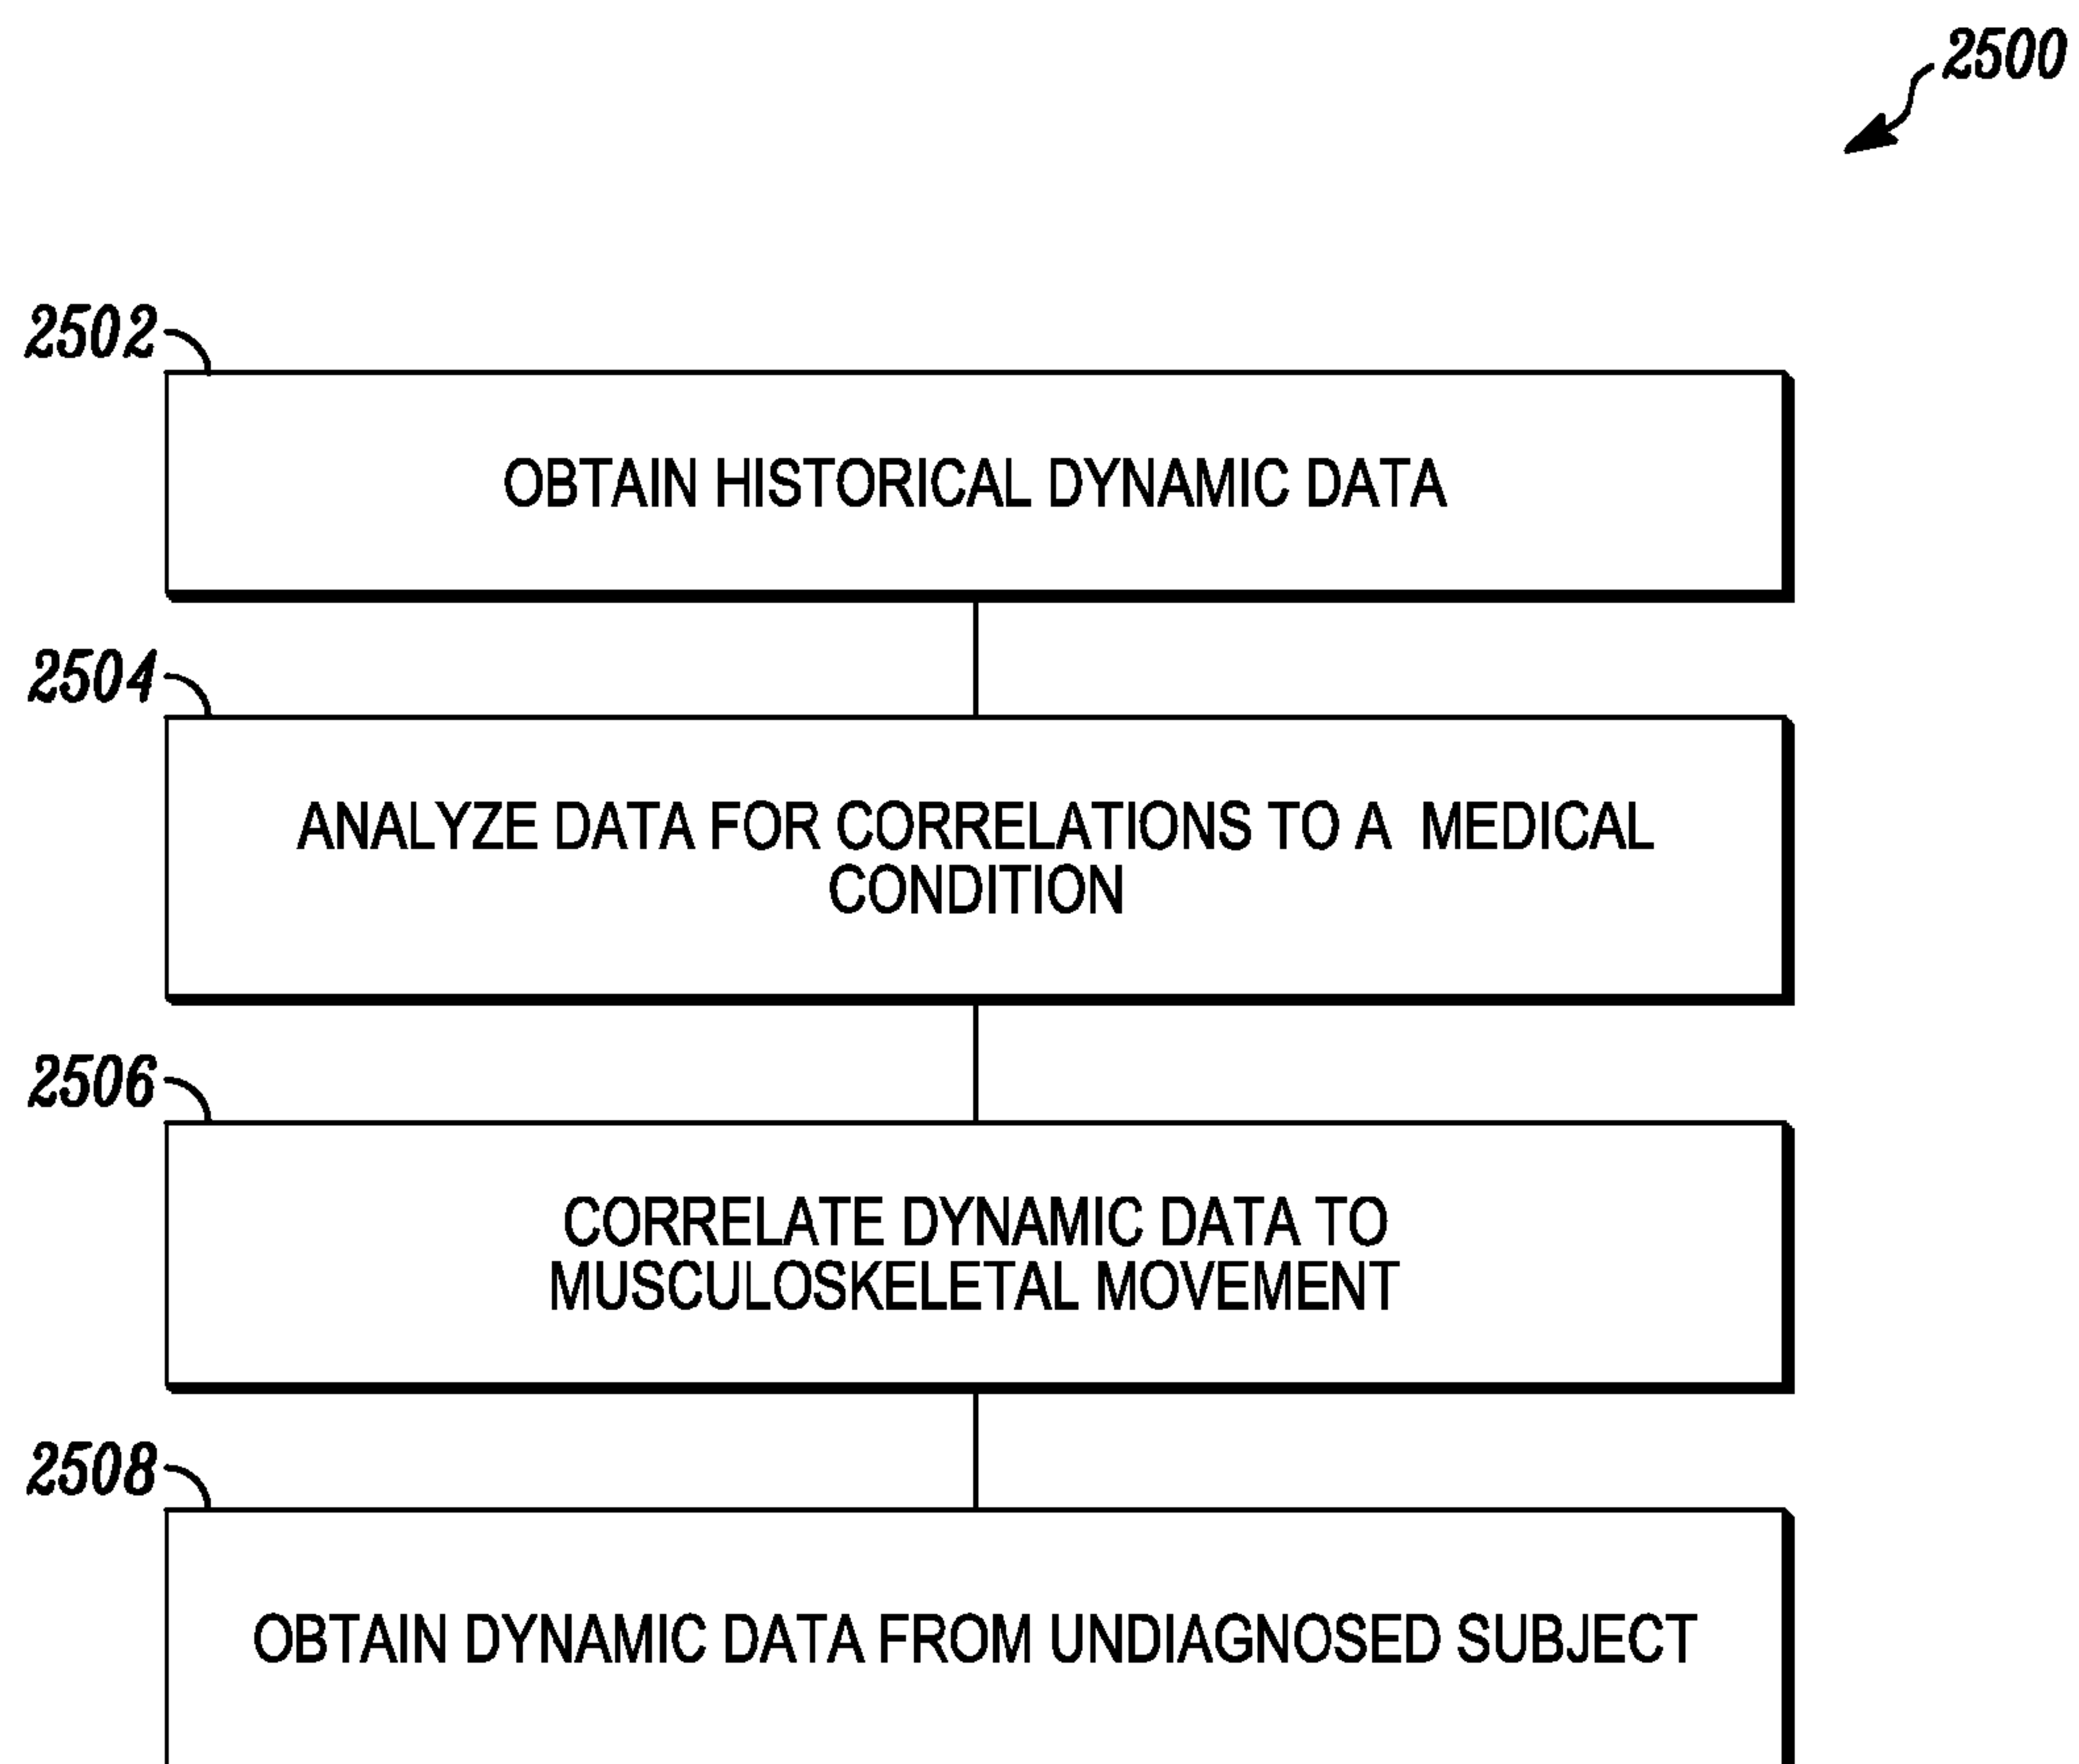 2500
2502
OBTAIN HISTORICAL DYNAMIC DATA
2504
ANALYZE DATA FOR CORRELATIONS TO A MEDICAL
CONDITION
2506
CORRELATE DYNAMIC DATA TO
MUSCULOSKELETAL MOVEMENT
2508
OBTAIN DYNAMIC DATA FROM UNDIAGNOSED SUBJECT